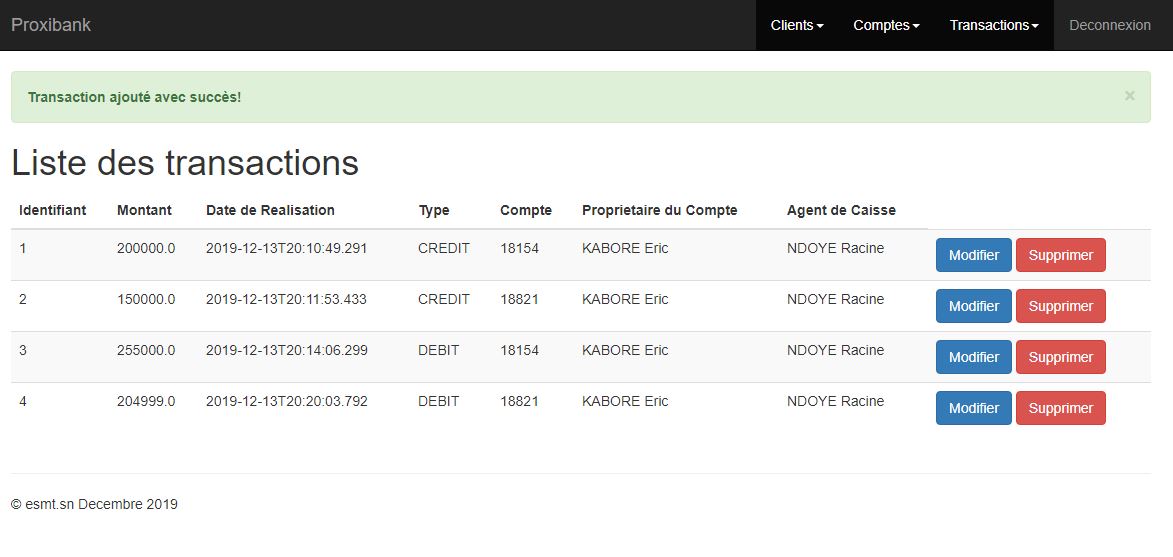 Proxibank Clients Comptes Transactions Deconnexion
Transaction ajouté avec succès! ×
Liste des transactions
Identifiant Montant Date de Realisation Type Compte Proprietaire du Compte Agent de Caisse
1 200000.0 2019-12-13T20:10:49.291 CREDIT 18154 KABORE Eric NDOYE Racine Modifier Supprimer
2 150000.0 2019-12-13T20:11:53.433 CREDIT 18821 KABORE Eric NDOYE Racine Modifier Supprimer
3 255000.0 2019-12-13T20:14:06.299 DEBIT 18154 KABORE Eric NDOYE Racine Modifier Supprimer
4 204999.0 2019-12-13T20:20:03.792 DEBIT 18821 KABORE Eric NDOYE Racine Modifier Supprimer
© esmt.sn Decembre 2019